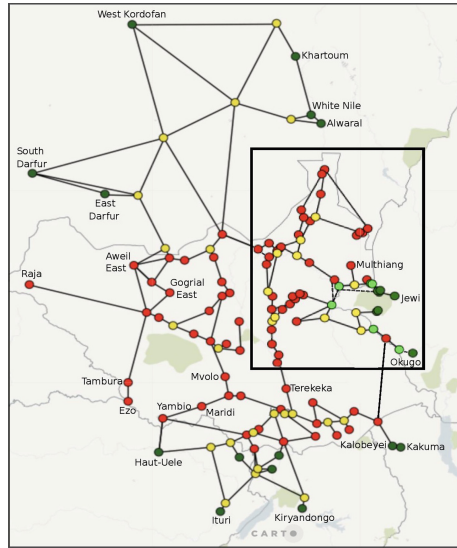 West Kordofan
Khartoum
White Nile
Alwaral
South
Darfur
East
Darfur
Aweil
East
Multhiang
Raja
Gogrial
East
Jewi
Okugo
Mvolo
Tambura
Terekeka
Yambio
Ezo
Maridi
Kalobeyei
Kakuma
Haut-Uele
Ituri
Kiryandongo
CARTO